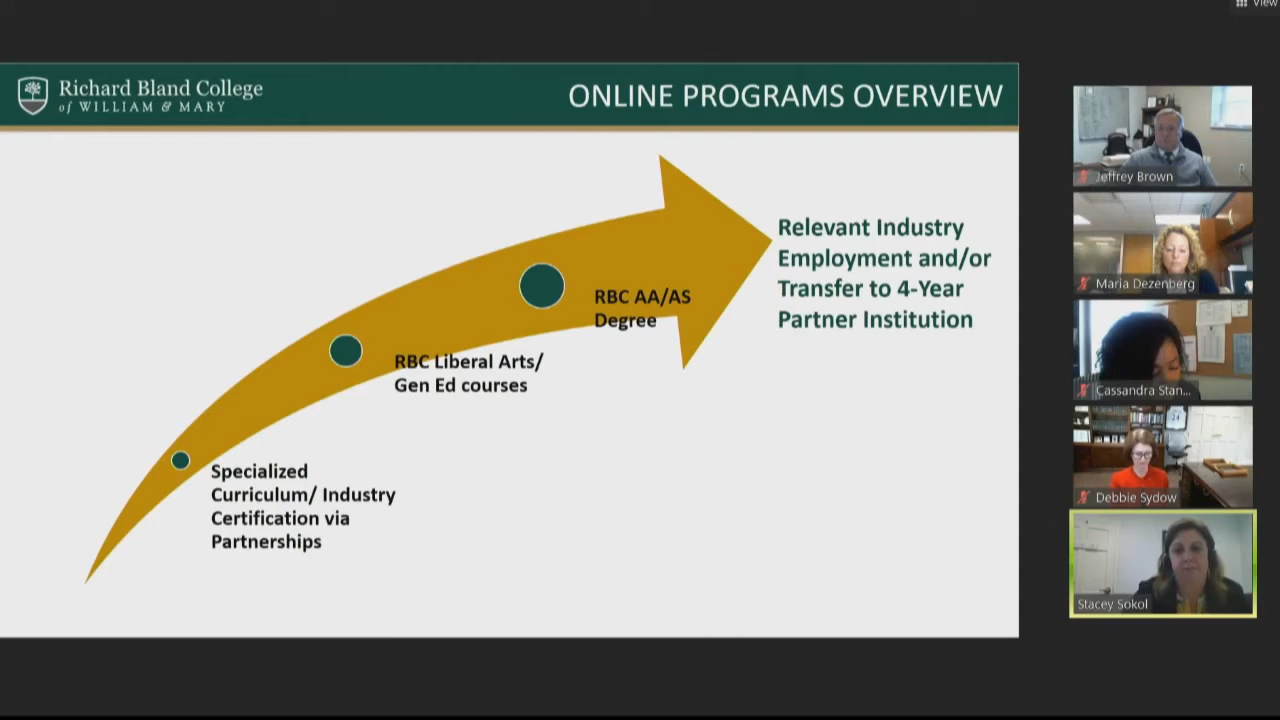 View
Richard Bland College
of WILLIAM & MARY
ONLINE PROGRAMS OVERVIEW
Relevant Industry
Employment and/or
Transfer to 4-Year
Partner Institution
RBC AA/AS
Degree
RBC Liberal Arts/
Gen Ed courses
Specialized
Curriculum/ Industry
Certification via
Partnerships
Jeffrey Brown
Maria Dezenberg
Cassandra Stan...
Debbie Sydow
Stacey Sokol